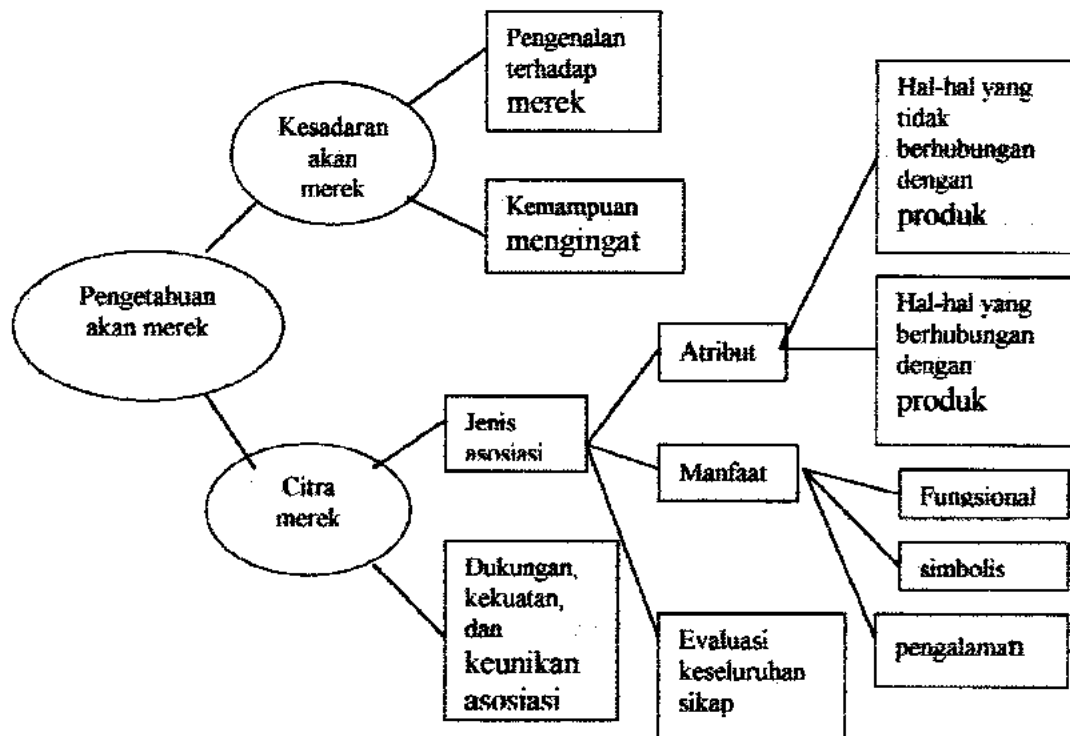 Pengenalan
terhadap
merek
Kesadaran
akan
merek
Kemampuan
mengingat
Pengetahuan
akan merek
Citra
merek
Jenis
asosiasi
Dukungan,
kekuatan,
dan
keunikan
asosiasi
Atribut
Manfaat
Evaluasi
keseluruhan
sikap
Hal-hal yang
tidak
berhubungan
dengan
produk
Hal-hal yang
berhubungan
dengan
produk
Fungsional
simbolis
pengalaman